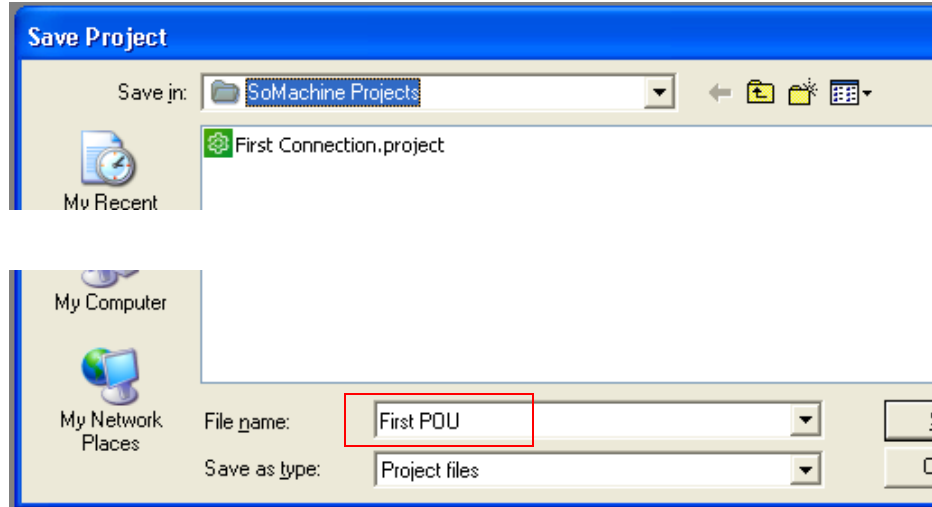 Save Project
Save in: SoMachine Projects
First Connection.project
My Recent
My Computer
My Network
Places
File name: First POU
Save as type: Project files